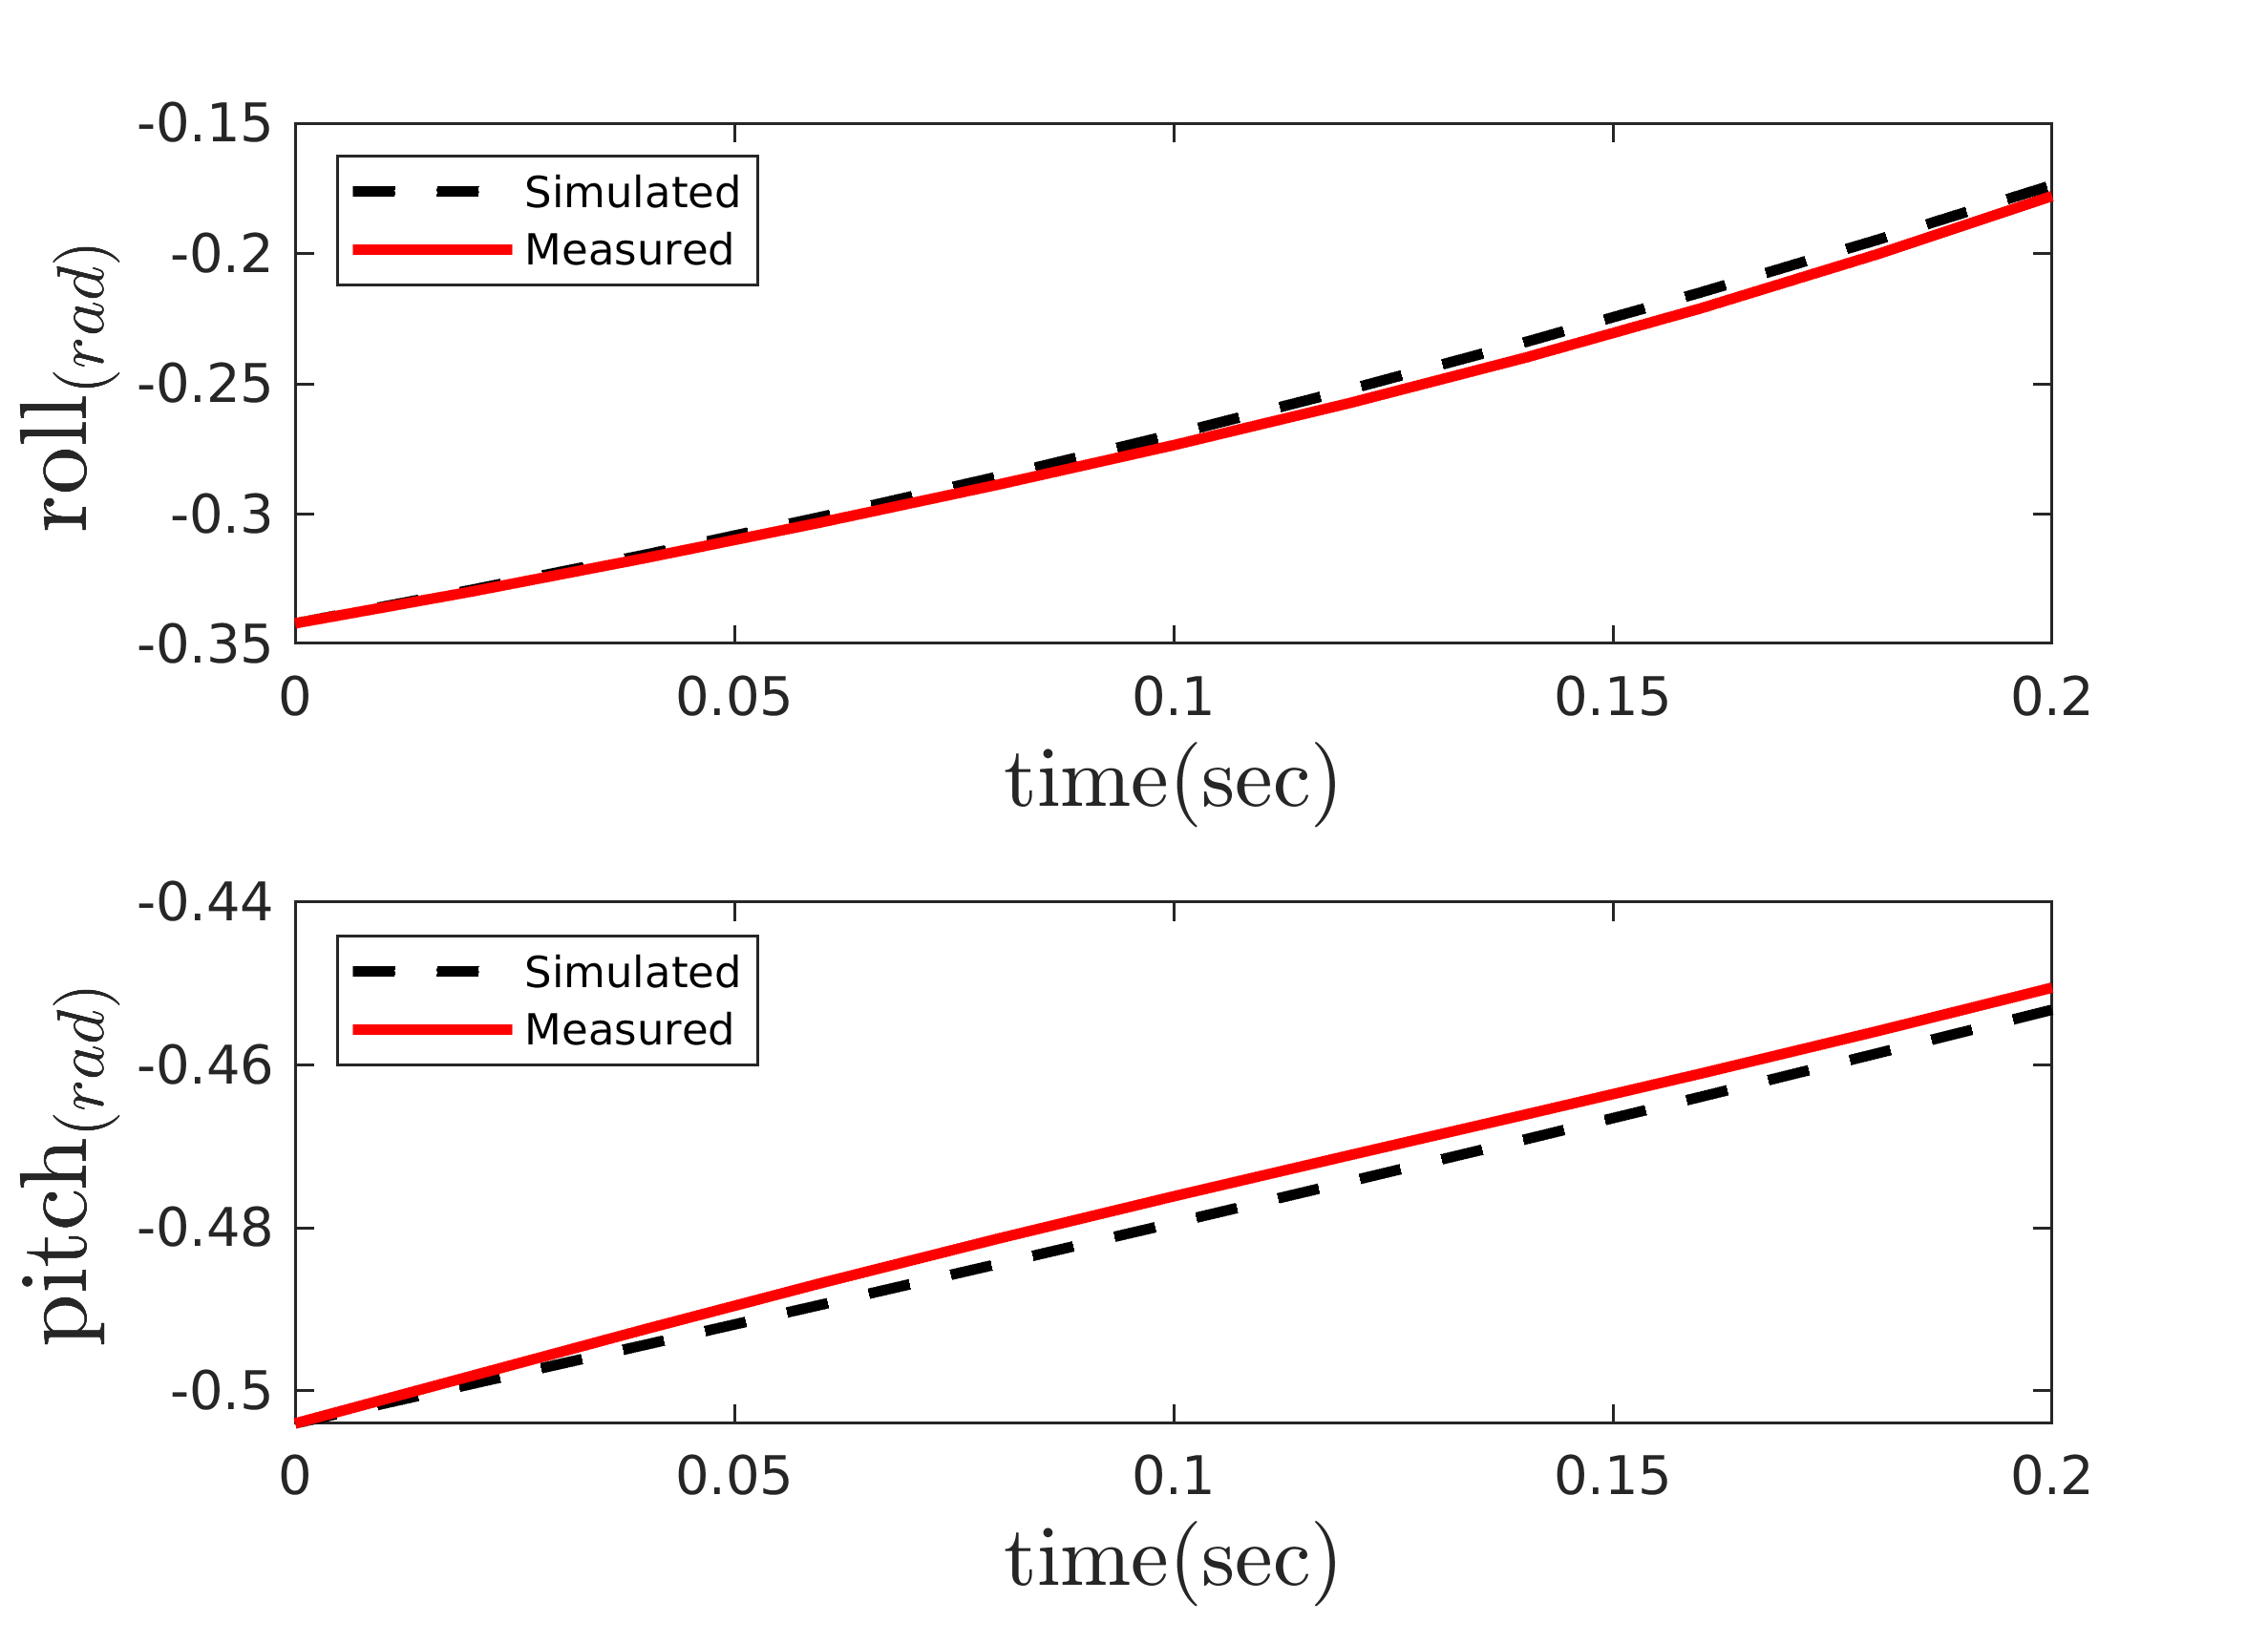 -0.15
-0.2
-0.25
-0.3
-0.35
roll(rad)
Simulated
Measured
0 0.05 0.1 0.15 0.2
time(sec)
-0.44
-0.46
-0.48
-0.5
pitch(rad)
Simulated
Measured
0 0.05 0.1 0.15 0.2
time(sec)